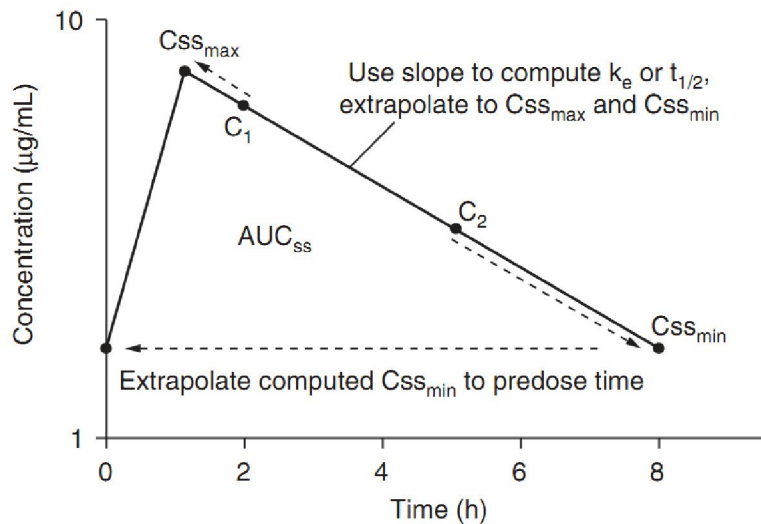 10
Css_max
Use slope to compute k_e or t_1/2,
extrapolate to Css_max and Css_min
C_1
Concentration (μg/mL)
C_2
AUC_ss
Css_min
Extrapolate computed Css_min to predose time
1
0 2 4 6 8
Time (h)